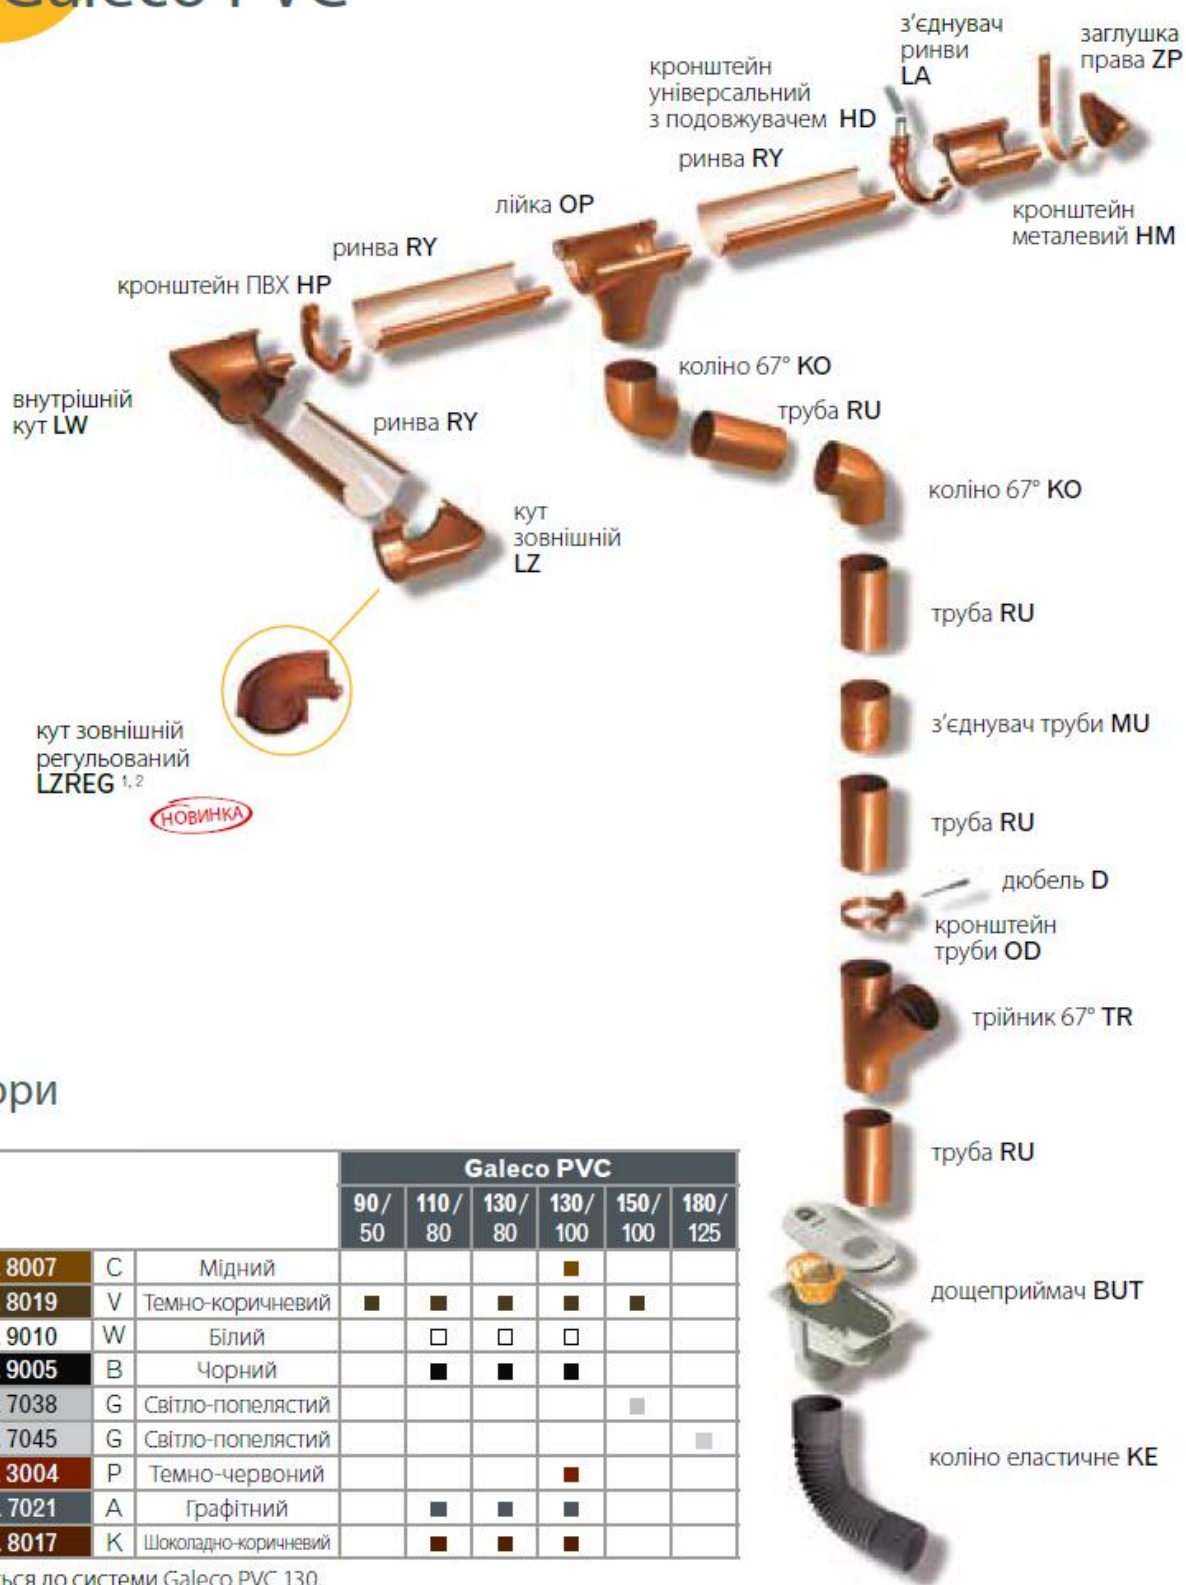 Galeco PVC
з’єднувач
ринви
LA
заглушка
права ZP
кронштейн
універсальний
з подовжувачем HD
ринва RY
лійка OP
кронштейн
металевий HM
ринва RY
кронштейн ПВХ HP
внутрішній
кут LW
ринва RY
коліно 67° KO
труба RU
коліно 67° KO
кут
зовнішній
LZ
труба RU
кут зовнішній
регульований
LZREG 1, 2
НОВИНКА
з’єднувач труби MU
труба RU
дюбель D
кронштейн
труби OD
трійник 67° TR
труба RU
дощеприймач BUT
коліно еластичне KE
ори
Galeco PVC
90/ 110/ 130/ 130/ 150/ 180/
50 80 80 100 100 125
8007 C Мідний
8019 V Темно-коричневий
9010 W Білий
9005 B Чорний
7038 G Світло-попелястий
7045 G Світло-попелястий
3004 P Темно-червоний
7021 A Графітний
8017 K Шоколадно-коричневий
ься до системи Galeco PVC 130.